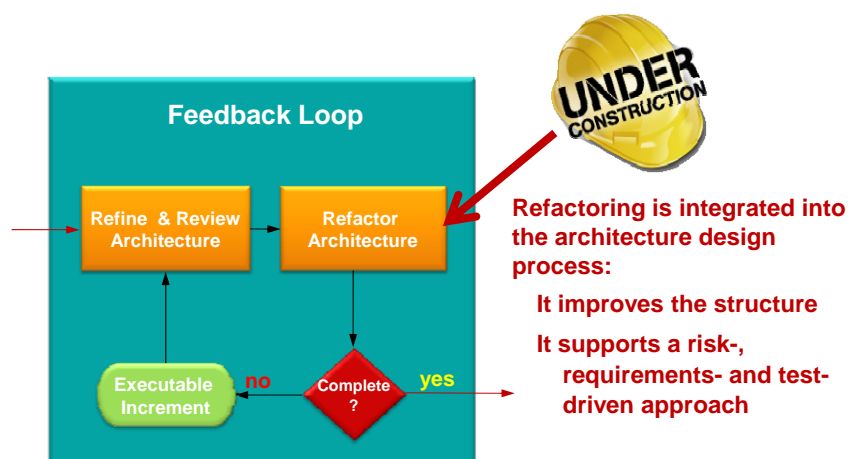 UNDER
CONSTRUCTION
Feedback Loop
Refine & Review
Architecture
Refactor
Architecture
Executable
Increment
no
Complete
?
yes
Refactoring is integrated into
the architecture design
process:
It improves the structure
It supports a risk-,
requirements- and test-
driven approach